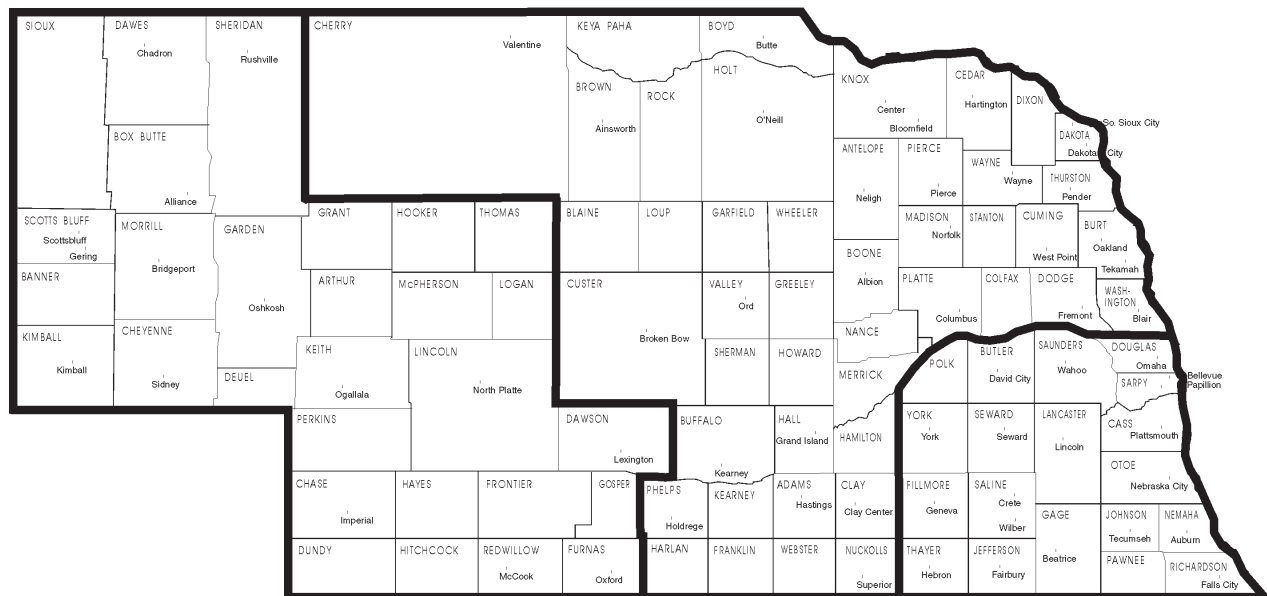 SIOUX
DAWES
Chadron
SHERIDAN
Rushville
CHERRY
Valentine
KEYA PAHA
BOYD
Butte
HOLT
O'Neill
BROWN
Ainsworth
ROCK
KNOX
Center
Bloomfield
CEDAR
Hartington
DIXON
DAKOTA
So. Sioux City
Dakota City
BOX BUTTE
Alliance
ANTELOPE
Neligh
PIERCE
Pierce
WAYNE
Wayne
THURSTON
Pender
SCOTTS BLUFF
Scottsbluff
Gering
MORRILL
Bridgeport
GARDEN
Oshkosh
GRANT
HOOKER
THOMAS
BLAINE
LOUP
GARFIELD
WHEELER
MADISON
Norfolk
STANTON
CUMING
West Point
BURT
Oakland
Tekamah
BANNER
ARTHUR
McPHERSON
LOGAN
CUSTER
Broken Bow
VALLEY
Ord
GREELEY
BOONE
Albion
PLATTE
Columbus
COLFAX
DODGE
Fremont
WASH-
INGTON
Blair
KIMBALL
Kimball
CHEYENNE
Sidney
DEUEL
KEITH
Ogallala
LINCOLN
North Platte
SHERMAN
HOWARD
NANCE
MERRICK
POLK
BUTLER
David City
SAUNDERS
Wahoo
DOUGLAS
Omaha
SARPY
Bellevue
Papillion
PERKINS
DAWSON
Lexington
BUFFALO
Kearney
HALL
Grand Island
HAMILTON
YORK
York
SEWARD
Seward
LANCASTER
Lincoln
CASS
Plattsmouth
OTOE
Nebraska City
CHASE
Imperial
HAYES
FRONTIER
GOSPER
PHELPS
Holdrege
KEARNEY
ADAMS
Hastings
CLAY
Clay Center
FILLMORE
Geneva
SALINE
Crete
Wilber
GAGE
Beatrice
JOHNSON
Tecumseh
NEMAHA
Auburn
DUNDY
HITCHCOCK
REDWILLOW
McCook
FURNAS
Oxford
HARLAN
FRANKLIN
WEBSTER
NUCKOLLS
Superior
THAYER
Hebron
JEFFERSON
Fairbury
PAWNEE
RICHARDSON
Falls City